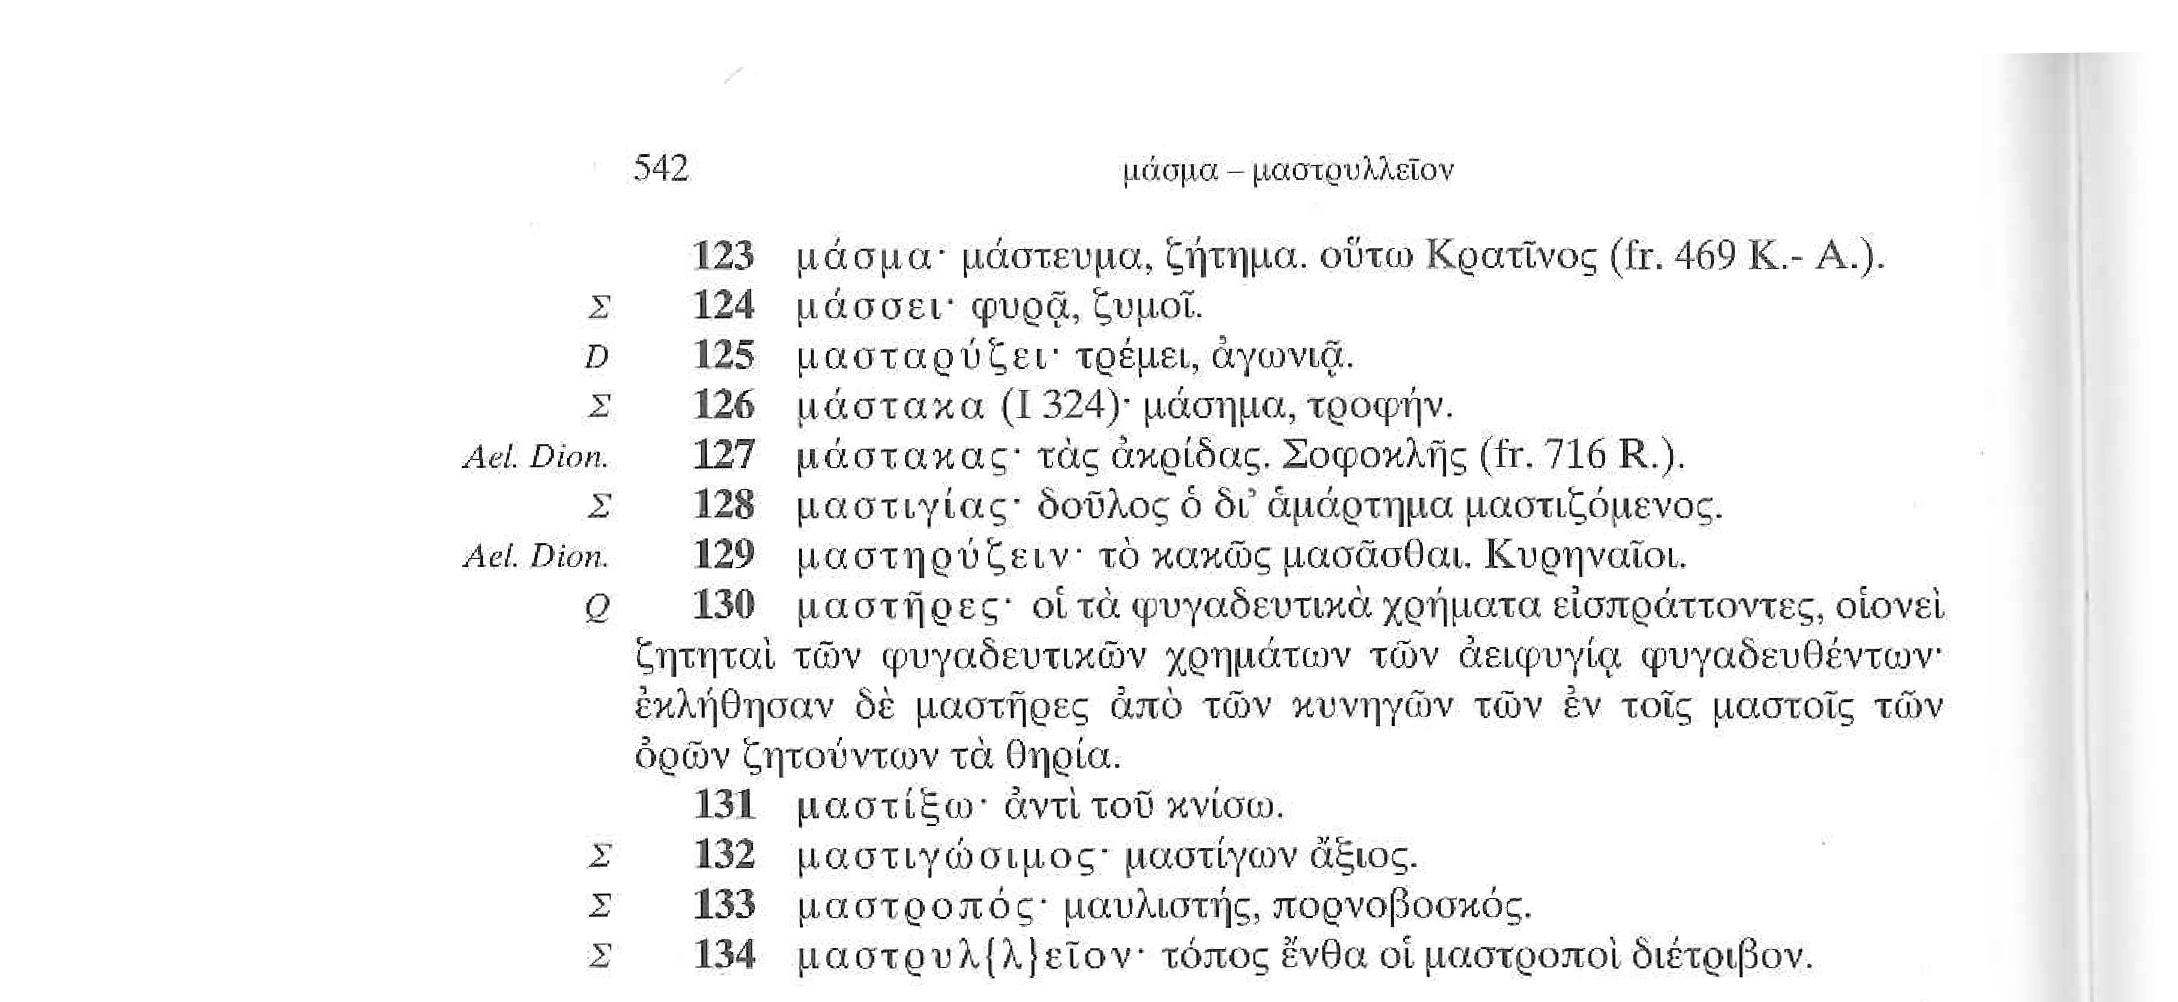 542 μάσμα – μαστρυλλεῖον
123 μάσμα· μάστευμα, ζήτημα. οὕτω Κρατῖνος (fr. 469 K.- A.).
Σ 124 μάσσει· φυρᾷ, ζυμοῖ.
D 125 μασταρύζει· τρέμει, ἀγωνιᾷ.
Σ 126 μάστακα (Ι 324)· μάσημα, τροφήν.
Ael. Dion. 127 μάστακας· τὰς ἀκρίδας. Σοφοκλῆς (fr. 716 R.).
Σ 128 μαστιγίας· δοῦλος ὁ δι’ ἁμάρτημα μαστιζόμενος.
Ael. Dion. 129 μαστηρύζειν· τὸ κακῶς μασᾶσθαι. Κυρηναῖοι.
Q 130 μαστῆρες· οἱ τὰ φυγαδευτικὰ χρήματα εἰσπράττοντες, οἱονεὶ
ζητηταὶ τῶν φυγαδευτικῶν χρημάτων τῶν ἀειφυγίᾳ φυγαδευθέντων·
ἐκλήθησαν δὲ μαστῆρες ἀπὸ τῶν κυνηγῶν τῶν ἐν τοῖς μαστοῖς τῶν
ὀρῶν ζητούντων τὰ θηρία.
131 μαστίξω· ἀντὶ τοῦ κνίσω.
Σ 132 μαστιγώσιμος· μαστίγων ἄξιος.
Σ 133 μαστροπός· μαυλιστής, πορνοβοσκός.
Σ 134 μαστρυλ{λ}εῖον· τόπος ἔνθα οἱ μαστροποὶ διέτριβον.